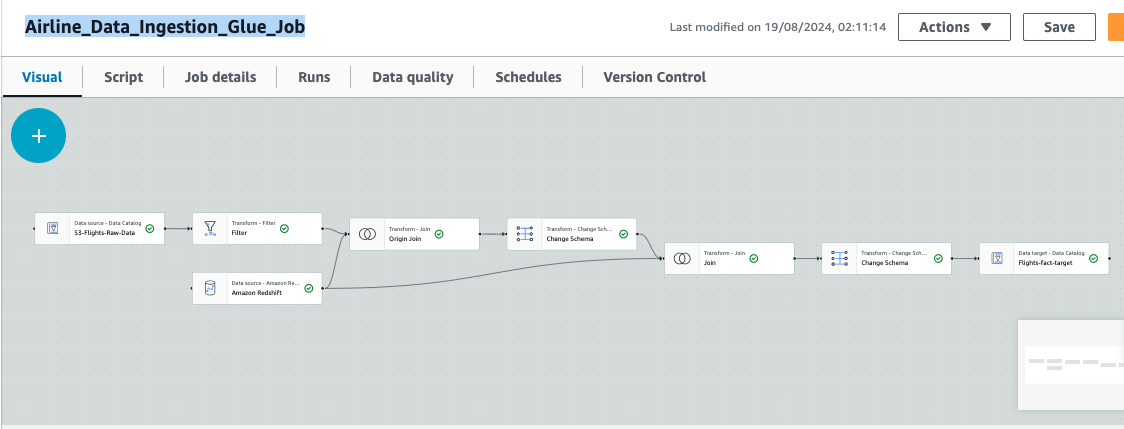 Airline_Data_Ingestion_Glue_Job
Last modified on 19/08/2024, 02:11:14
Actions
Save
Visual
Script
Job details
Runs
Data quality
Schedules
Version Control
Data source - Data Catalog
S3-Flights-Raw-Data
Transform - Filter
Filter
Transform - Join
Origin Join
Transform - Change Sch...
Change Schema
Data source - Amazon Re...
Amazon Redshift
Transform - Join
Join
Transform - Change Sch...
Change Schema
Data target - Data Catalog
Flights-fact-target